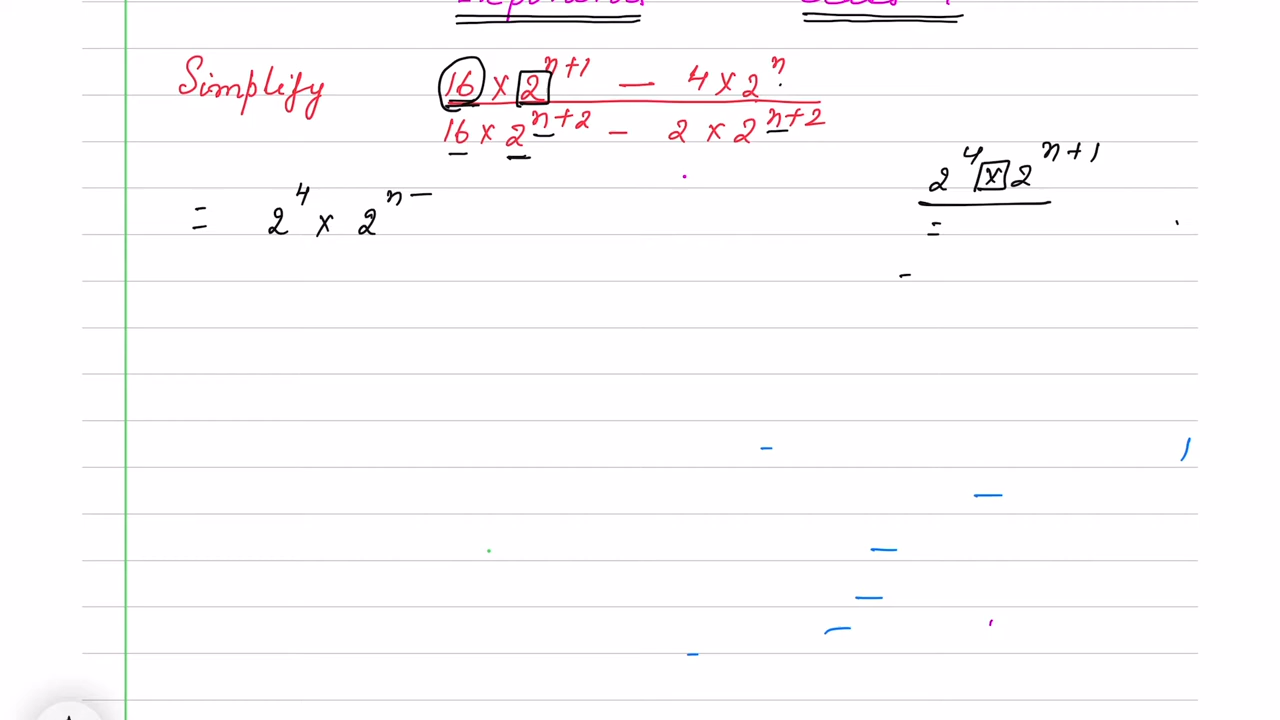 Simplify 16 × 2^{n+1} — 4 × 2^n
16 × 2^{n+2} - 2 × 2^{n+2}
2^4 × 2^{n+1}
=
= 2^4 × 2^{n-}